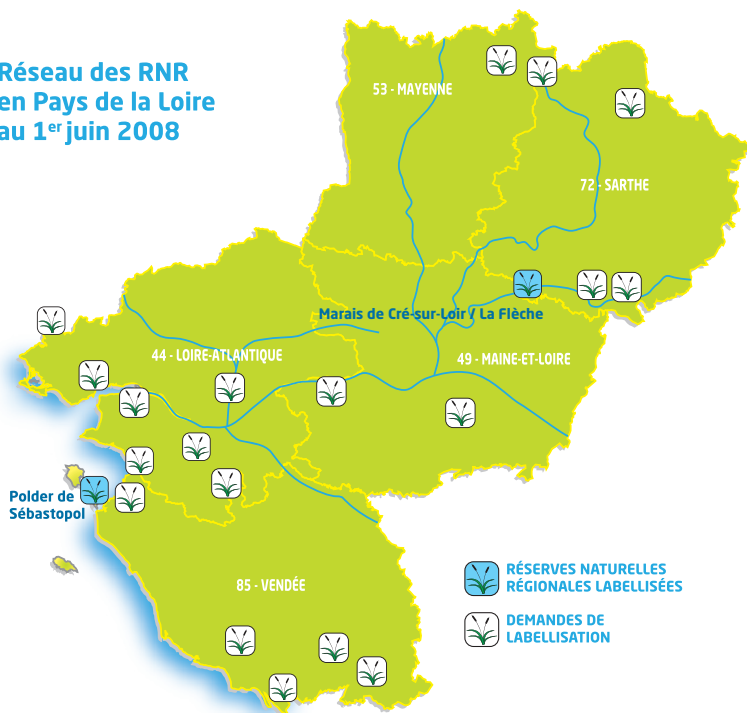 Réseau des RNR
en Pays de la Loire
au 1er juin 2008
53 - MAYENNE
72 - SARTHE
Marais de Cré-sur-Loir / La Flèche
44 - LOIRE-ATLANTIQUE
49 - MAINE-ET-LOIRE
Polder de
Sébastopol
85 - VENDÉE
RÉSERVES NATURELLES
RÉGIONALES LABELLISÉES
DEMANDES DE
LABELLISATION